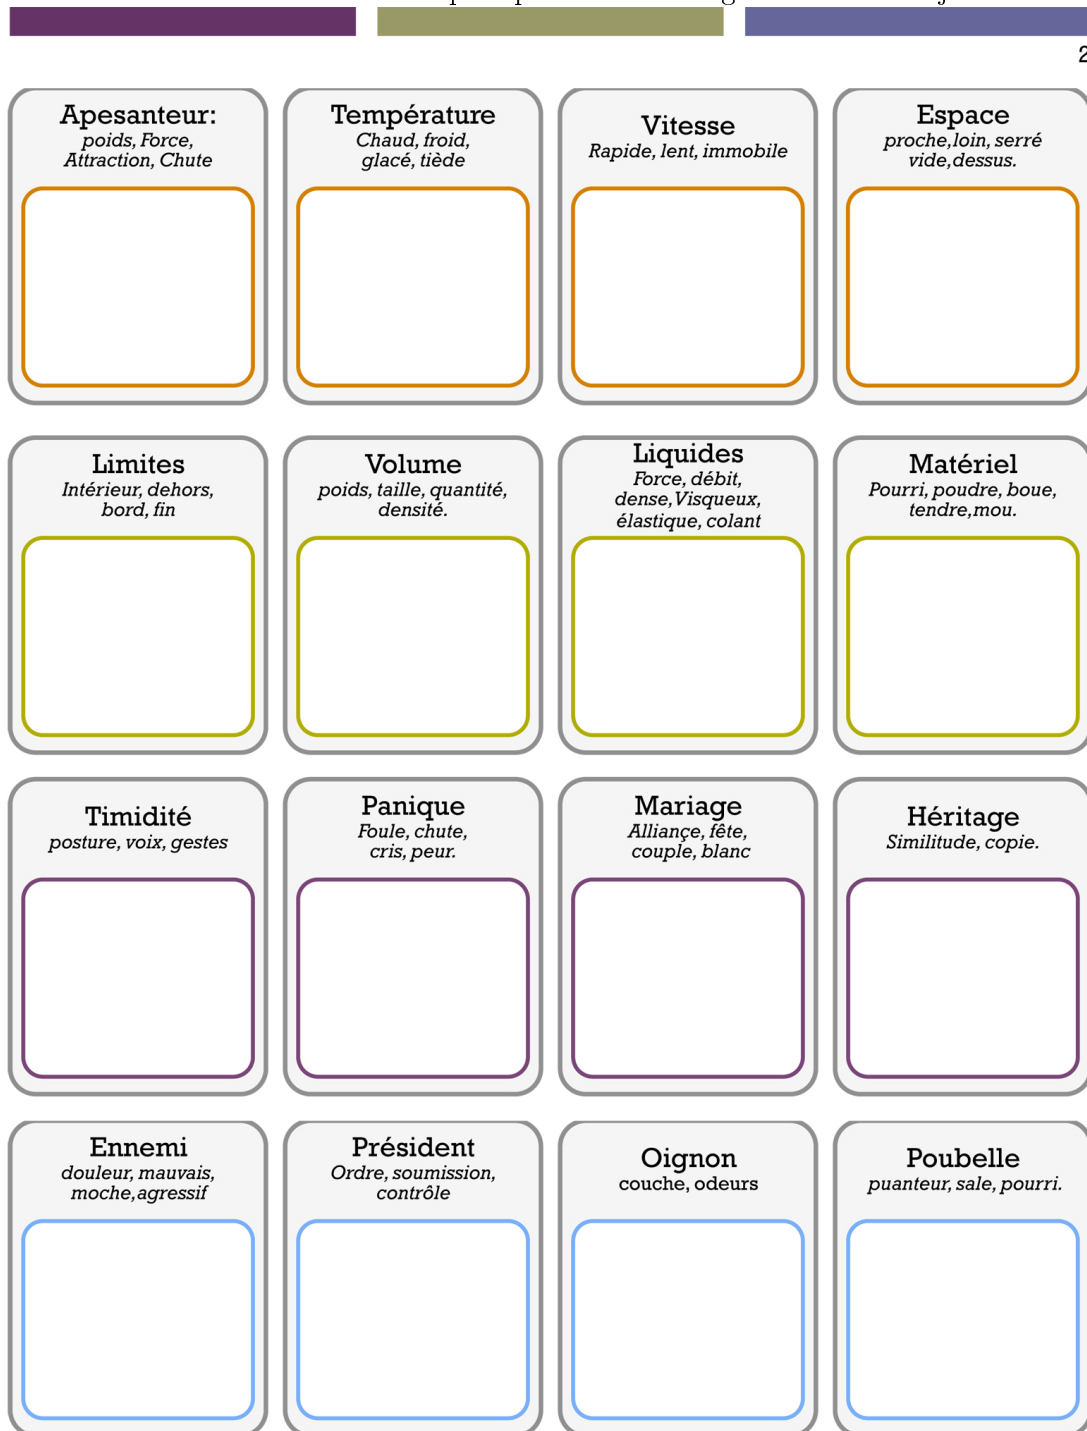 2
Apesanteur:
poids, Force,
Attraction, Chute
Température
Chaud, froid,
glacé, tiède
Vitesse
Rapide, lent, immobile
Espace
proche,loin, serré
vide,dessus.
Limites
Intérieur, dehors,
bord, fin
Volume
poids, taille, quantité,
densité.
Liquides
Force, débit,
dense,Visqueux,
élastique, colant
Matériel
Pourri, poudre, boue,
tendre,mou.
Timidité
posture, voix, gestes
Panique
Foule, chute,
cris, peur.
Mariage
Alliançe, fête,
couple, blanc
Héritage
Similitude, copie.
Ennemi
douleur, mauvais,
moche,agressif
Président
Ordre, soumission,
contrôle
Oignon
couche, odeurs
Poubelle
puanteur, sale, pourri.